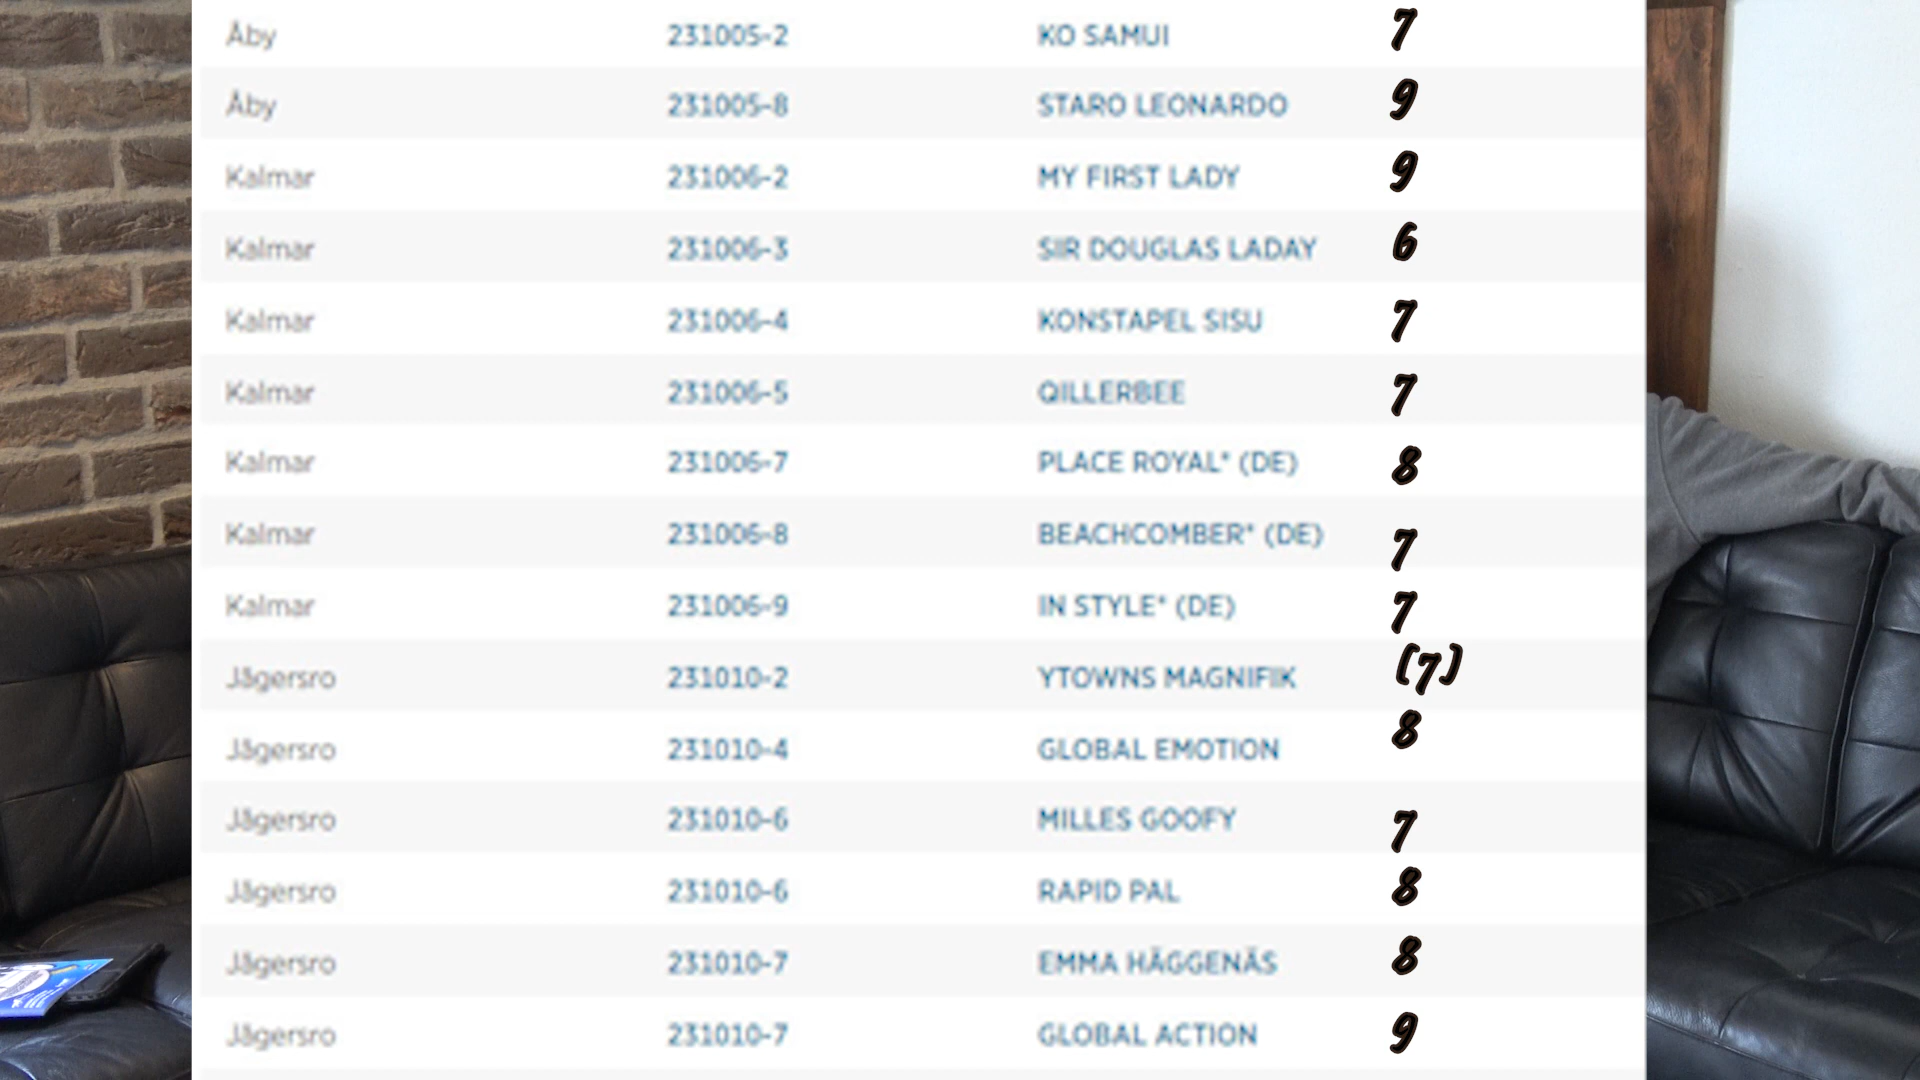 Åby 231005-2 KO SAMUI 7
Åby 231005-8 STARO LEONARDO 9
Kalmar 231006-2 MY FIRST LADY 9
Kalmar 231006-3 SIR DOUGLAS LADAY 6
Kalmar 231006-4 KONSTAPEL SISU 7
Kalmar 231006-5 QILLERBEE 7
Kalmar 231006-7 PLACE ROYAL* (DE) 8
Kalmar 231006-8 BEACHCOMBER* (DE) 7
Kalmar 231006-9 IN STYLE* (DE) 7
Jägersro 231010-2 YTOWNS MAGNIFIK (7)
Jägersro 231010-4 GLOBAL EMOTION 8
Jägersro 231010-6 MILLES GOOFY 7
Jägersro 231010-6 RAPID PAL 8
Jägersro 231010-7 EMMA HÄGGENÄS 8
Jägersro 231010-7 GLOBAL ACTION 9